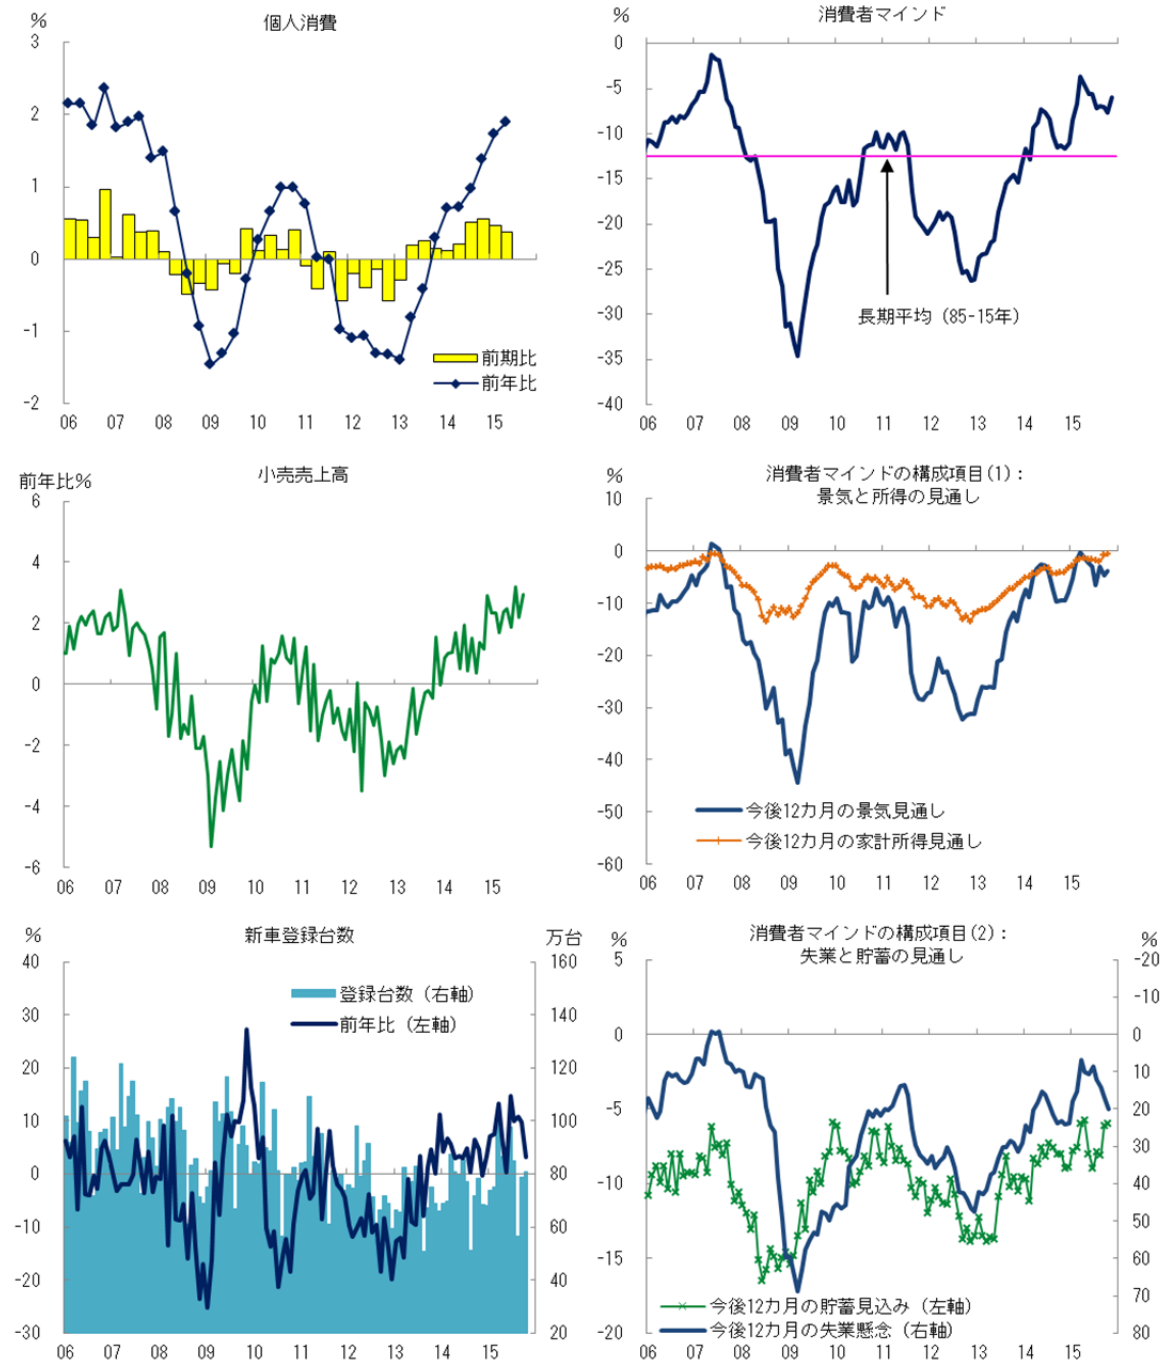 個人消費
%
3
2
1
0
-1
-2
前期比
前年比
06 07 08 09 10 11 12 13 14 15
消費者マインド
%
0
-5
-10
-15
-20
-25
-30
-35
-40
長期平均（85-15年）
06 07 08 09 10 11 12 13 14 15
小売売上高
前年比%
6
4
2
0
-2
-4
-6
06 07 08 09 10 11 12 13 14 15
消費者マインドの構成項目(1)：
景気と所得の見通し
%
10
0
-10
-20
-30
-40
-50
-60
今後12カ月の景気見通し
今後12カ月の家計所得見通し
06 07 08 09 10 11 12 13 14 15
新車登録台数
% 万台
40 160
30 140
20 120
10 100
0 80
-10 60
-20 40
-30 20
登録台数（右軸）
前年比（左軸）
06 07 08 09 10 11 12 13 14 15
消費者マインドの構成項目(2)：
失業と貯蓄の見通し
% %
5 -20
-10
0 0
10
-5 20
30
-10 40
50
-15 60
70
-20 80
今後12カ月の貯蓄見込み（左軸）
今後12カ月の失業懸念（右軸）
06 07 08 09 10 11 12 13 14 15